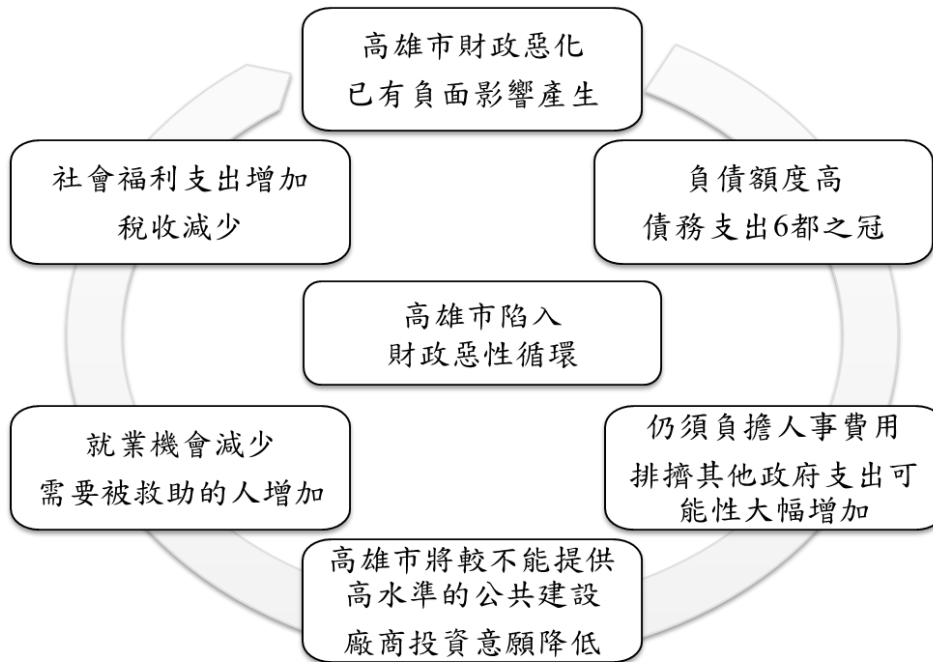 高雄市財政惡化
已有負面影響產生
社會福利支出增加
稅收減少
負債額度高
債務支出6都之冠
高雄市陷入
財政惡性循環
就業機會減少
需要被救助的人增加
仍須負擔人事費用
排擠其他政府支出可
能性大幅增加
高雄市將較不能提供
高水準的公共建設
廠商投資意願降低